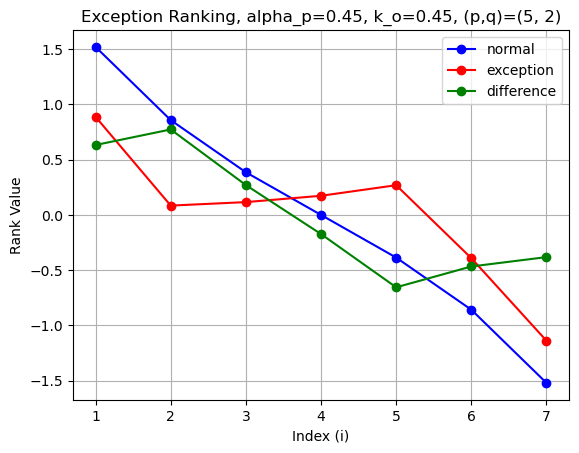 Exception Ranking, alpha_p=0.45, k_o=0.45, (p,q)=(5, 2)
normal
exception
difference
Rank Value
1.5
1.0
0.5
0.0
−0.5
−1.0
−1.5
1 2 3 4 5 6 7
Index (i)